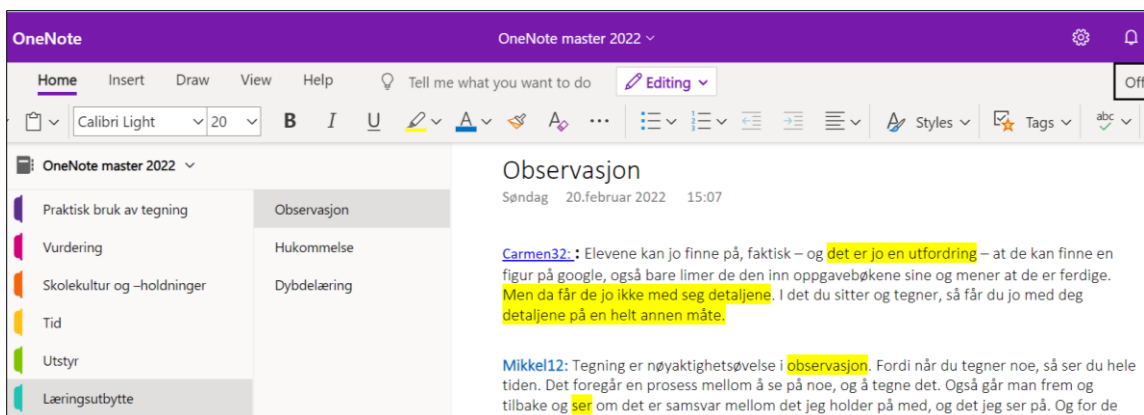 OneNote
OneNote master 2022
Home Insert Draw View Help Tell me what you want to do Editing
Calibri Light 20 B I U A A Styles Tags abc
OneNote master 2022
Praktisk bruk av tegning
Vurdering
Skolekultur og –holdninger
Tid
Utstyr
Læringsutbytte
Observasjon
Hukommelse
Dybdelæring
Observasjon
Søndag 20.februar 2022 15:07
Carmen32: : Elevene kan jo finne på, faktisk – og det er jo en utfordring – at de kan finne en
figur på google, også bare limer de den inn oppgavebøkene sine og mener at de er ferdige.
Men da får de jo ikke med seg detaljene. I det du sitter og tegner, så får du jo med deg
detaljene på en helt annen måte.
Mikkel12: Tegning er nøyaktighetsøvelse i observasjon. Fordi når du tegner noe, så ser du hele
tiden. Det foregår en prosess mellom å se på noe, og å tegne det. Også går man frem og
tilbake og ser om det er samsvar mellom det jeg holder på med, og det jeg ser på. Og for de